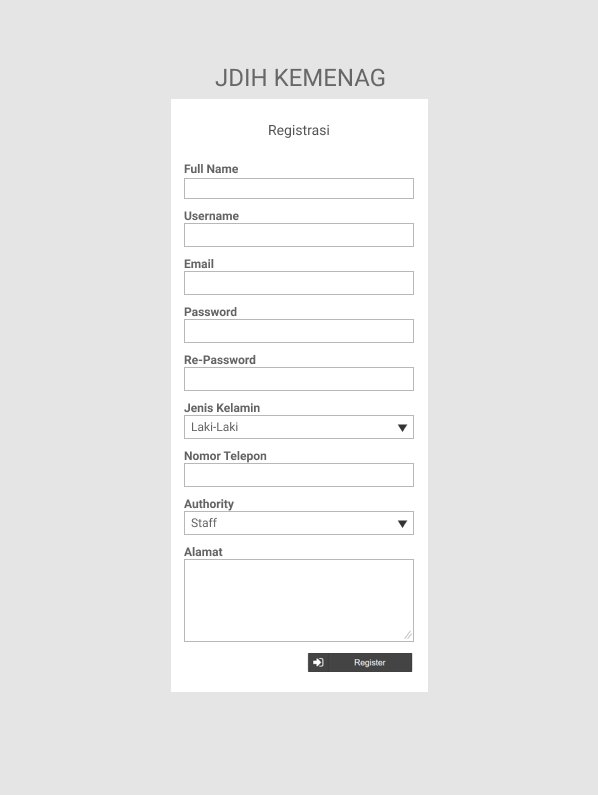 JDIH KEMENAG
Registrasi
Full Name
Username
Email
Password
Re-Password
Jenis Kelamin
Laki-Laki
Nomor Telepon
Authority
Staff
Alamat
Register